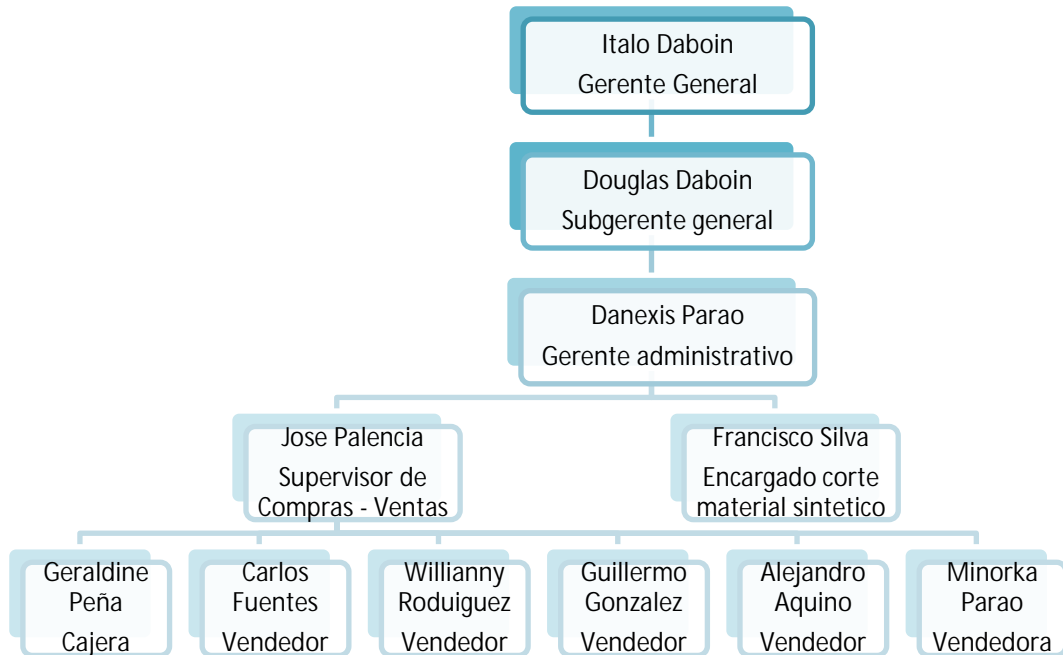 Italo Daboin
Gerente General
Douglas Daboin
Subgerente general
Danexis Parao
Gerente administrativo
Jose Palencia
Supervisor de
Compras - Ventas
Francisco Silva
Encargado corte
material sintetico
Geraldine
Peña
Cajera
Carlos
Fuentes
Vendedor
Willianny
Roduiguez
Vendedor
Guillermo
Gonzalez
Vendedor
Alejandro
Aquino
Vendedor
Minorka
Parao
Vendedora